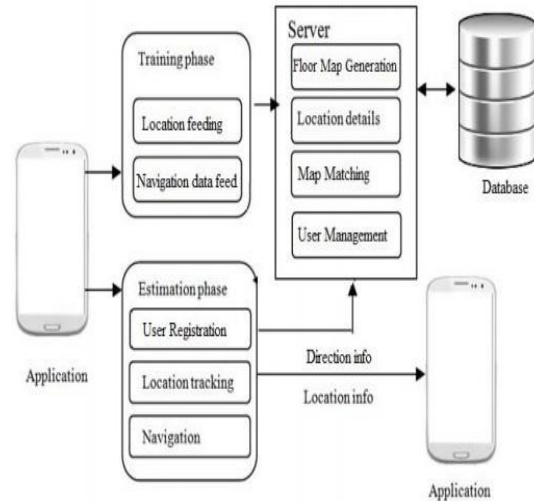 Training phase
Location feeding
Navigation data feed
Server
Floor Map Generation
Location details
Map Matching
User Management
Database
Application
Estimation phase
User Registration
Location tracking
Navigation
Direction info
Location info
Application